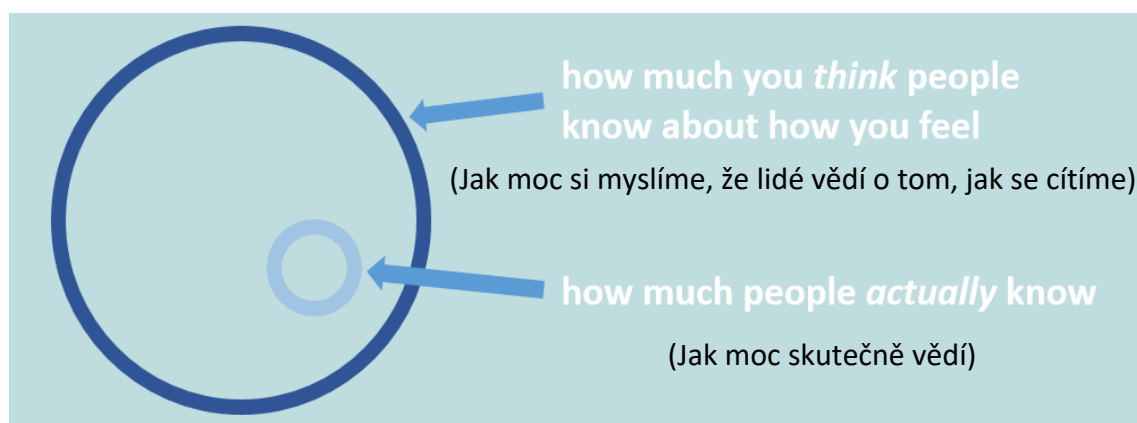 how much you think people
know about how you feel
(Jak moc si myslíme, že lidé vědí o tom, jak se cítíme)
how much people actually know
(Jak moc skutečně vědí)